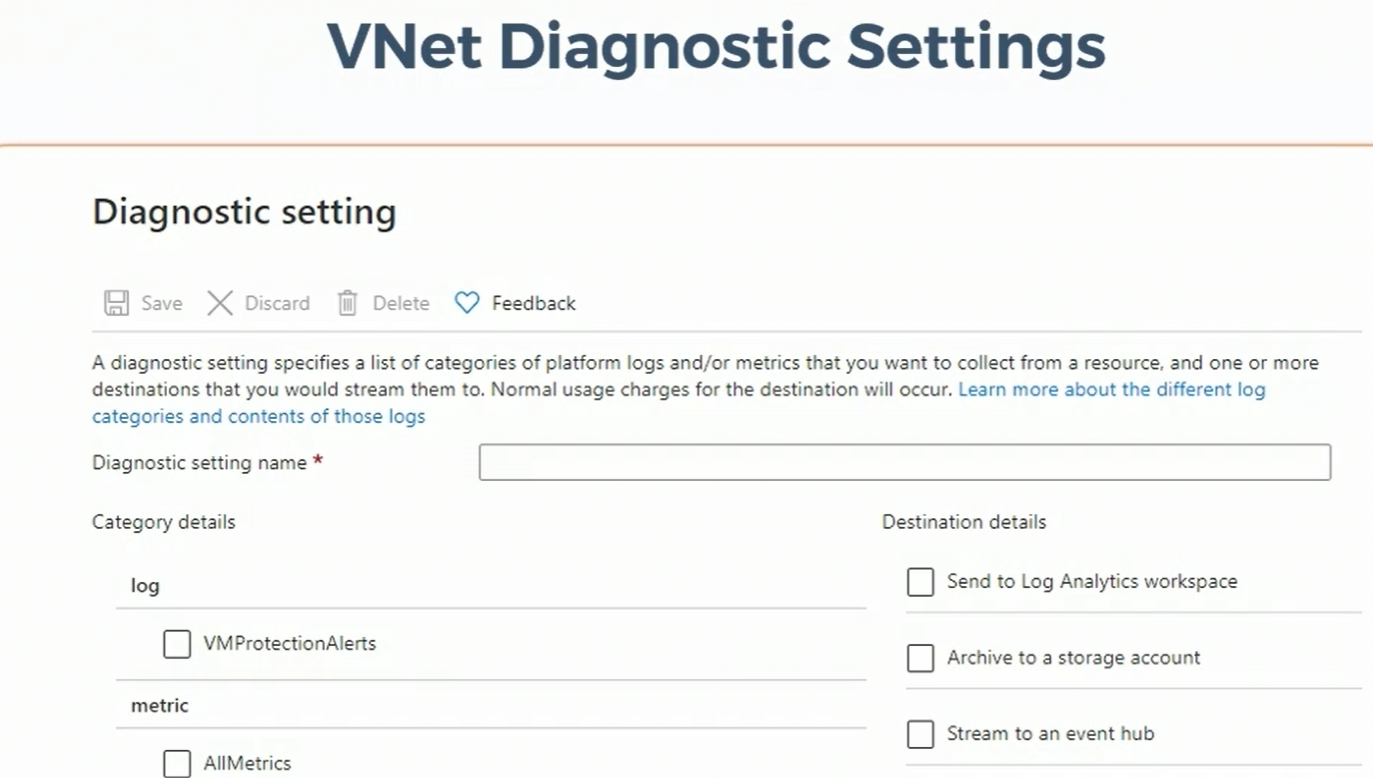 VNet Diagnostic Settings
Diagnostic setting
Save Discard Delete Feedback
A diagnostic setting specifies a list of categories of platform logs and/or metrics that you want to collect from a resource, and one or more
destinations that you would stream them to. Normal usage charges for the destination will occur. Learn more about the different log
categories and contents of those logs
Diagnostic setting name *
Category details
Destination details
log
Send to Log Analytics workspace
VMProtectionAlerts
Archive to a storage account
metric
Stream to an event hub
AllMetrics